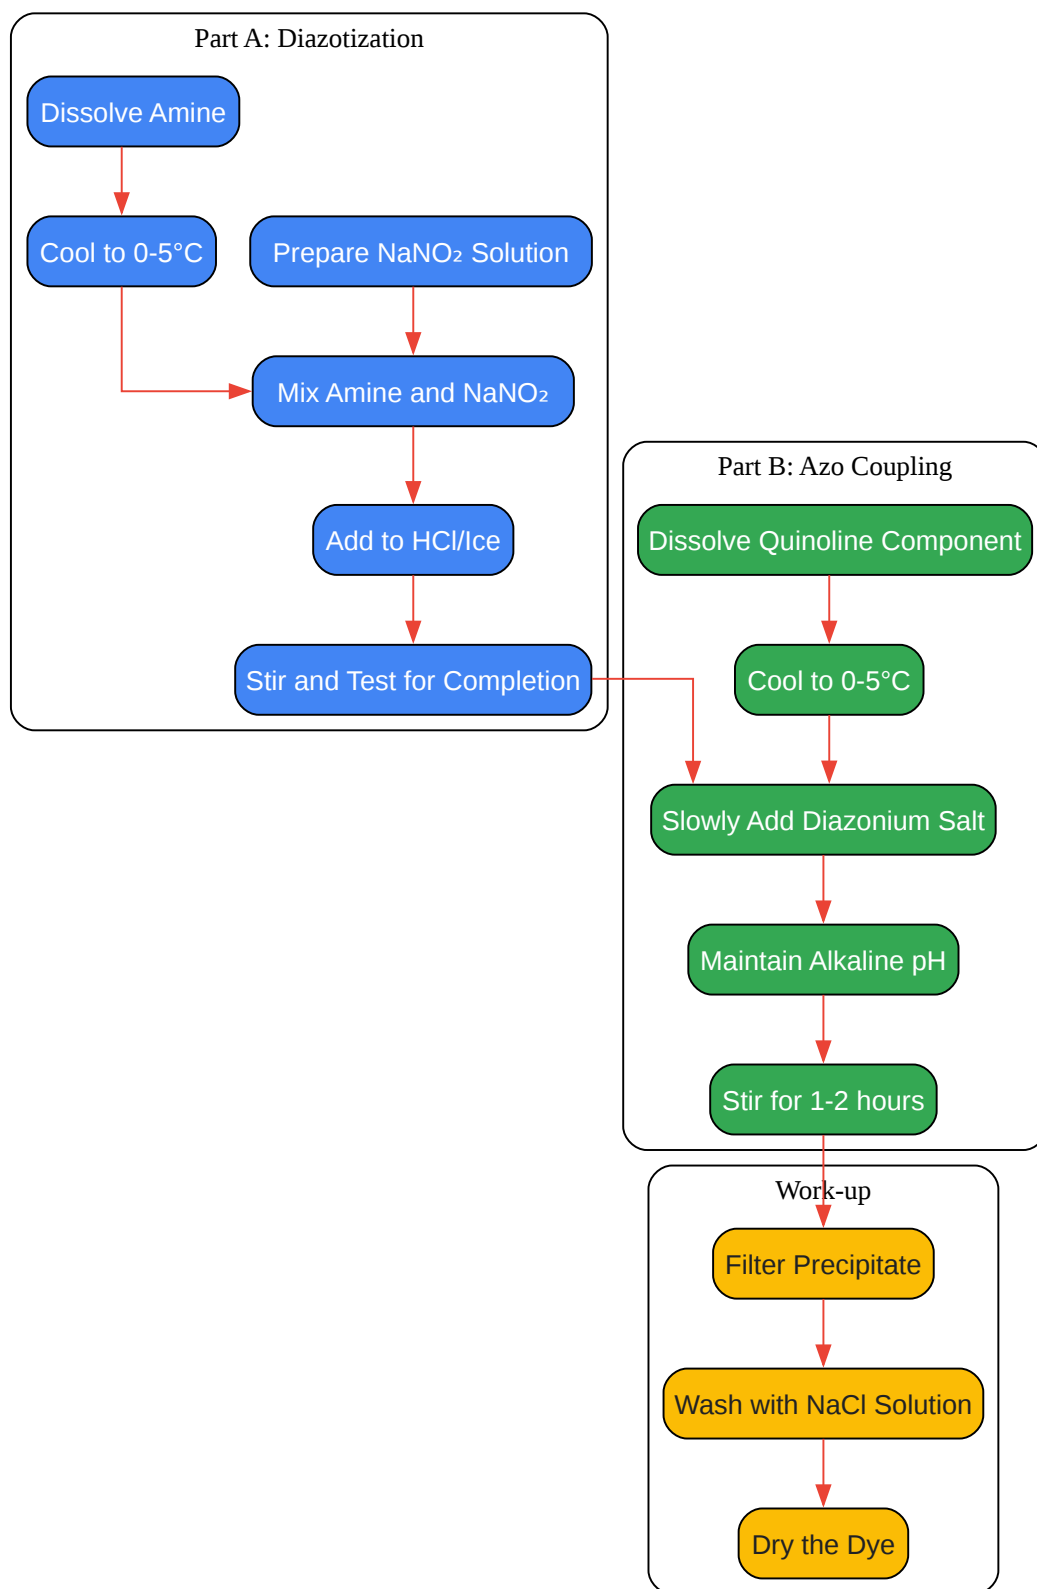 Part A: Diazotization
Dissolve Amine
Cool to 0-5°C
Prepare NaNO₂ Solution
Mix Amine and NaNO₂
Add to HCl/Ice
Stir and Test for Completion
Part B: Azo Coupling
Dissolve Quinoline Component
Cool to 0-5°C
Slowly Add Diazonium Salt
Maintain Alkaline pH
Stir for 1-2 hours
Work-up
Filter Precipitate
Wash with NaCl Solution
Dry the Dye